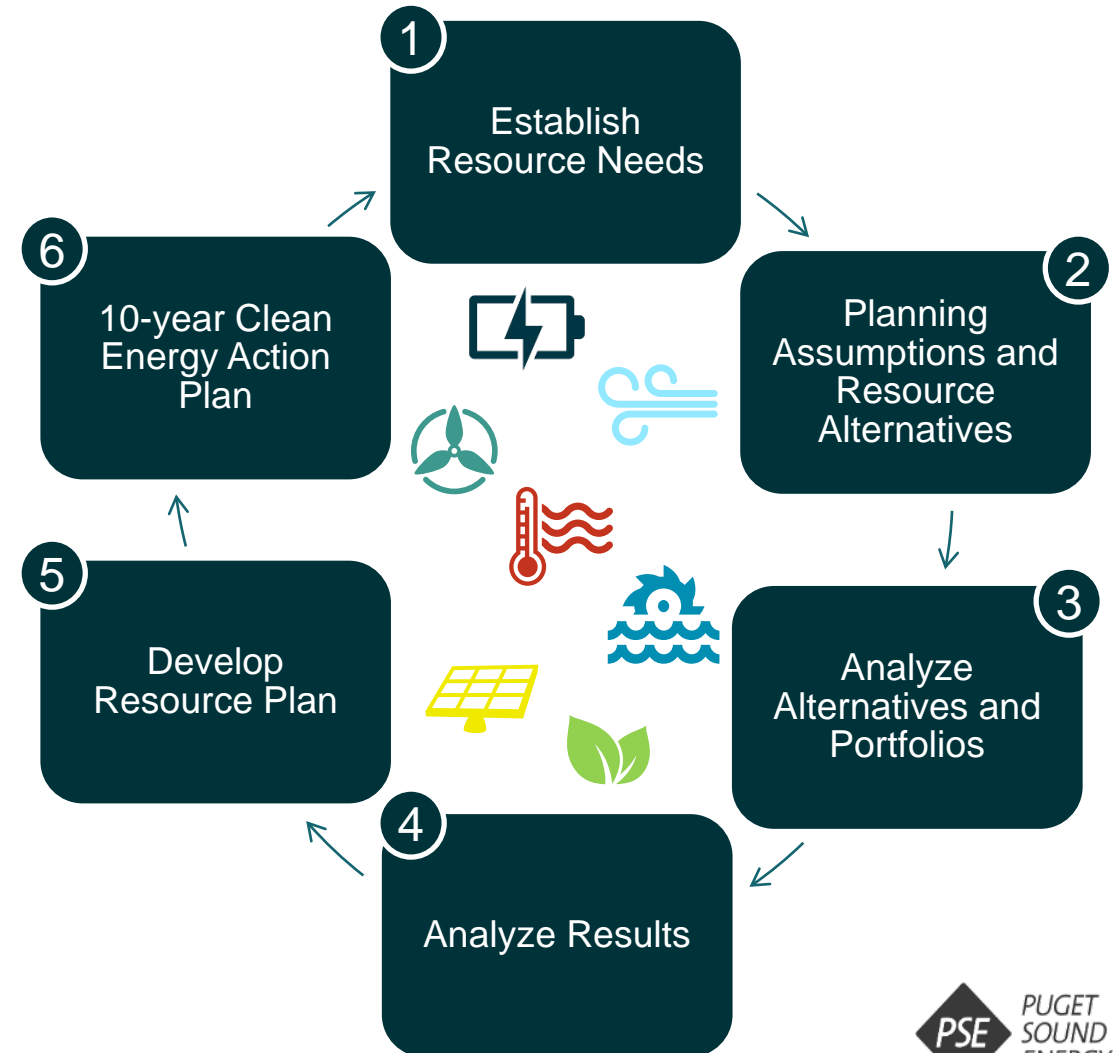 1
Establish
Resource Needs
2
Planning
Assumptions and
Resource
Alternatives
3
Analyze
Alternatives and
Portfolios
4
Analyze Results
5
Develop
Resource Plan
6
10-year Clean
Energy Action
Plan
PSE
PUGET
SOUND
ENERGY